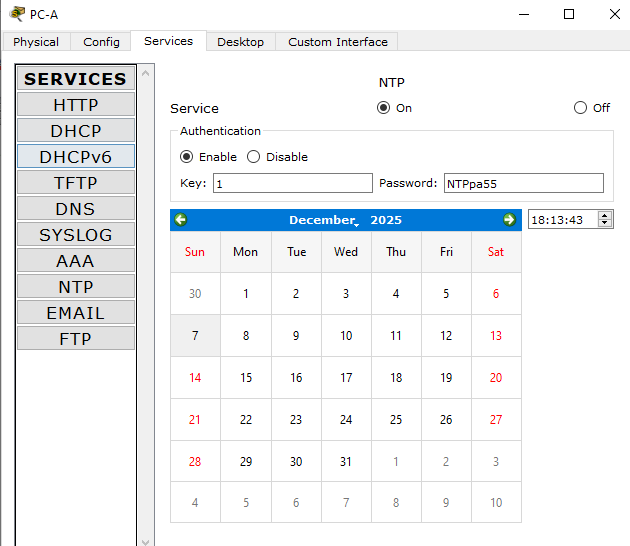 PC-A
Physical Config Services Desktop Custom Interface
SERVICES
HTTP
DHCP
DHCPv6
TFTP
DNS
SYSLOG
AAA
NTP
EMAIL
FTP
NTP
Service On Off
Authentication
Enable Disable
Key: 1 Password: NTPpa55
December 2025 18:13:43
Sun Mon Tue Wed Thu Fri Sat
30 1 2 3 4 5 6
7 8 9 10 11 12 13
14 15 16 17 18 19 20
21 22 23 24 25 26 27
28 29 30 31 1 2 3
4 5 6 7 8 9 10